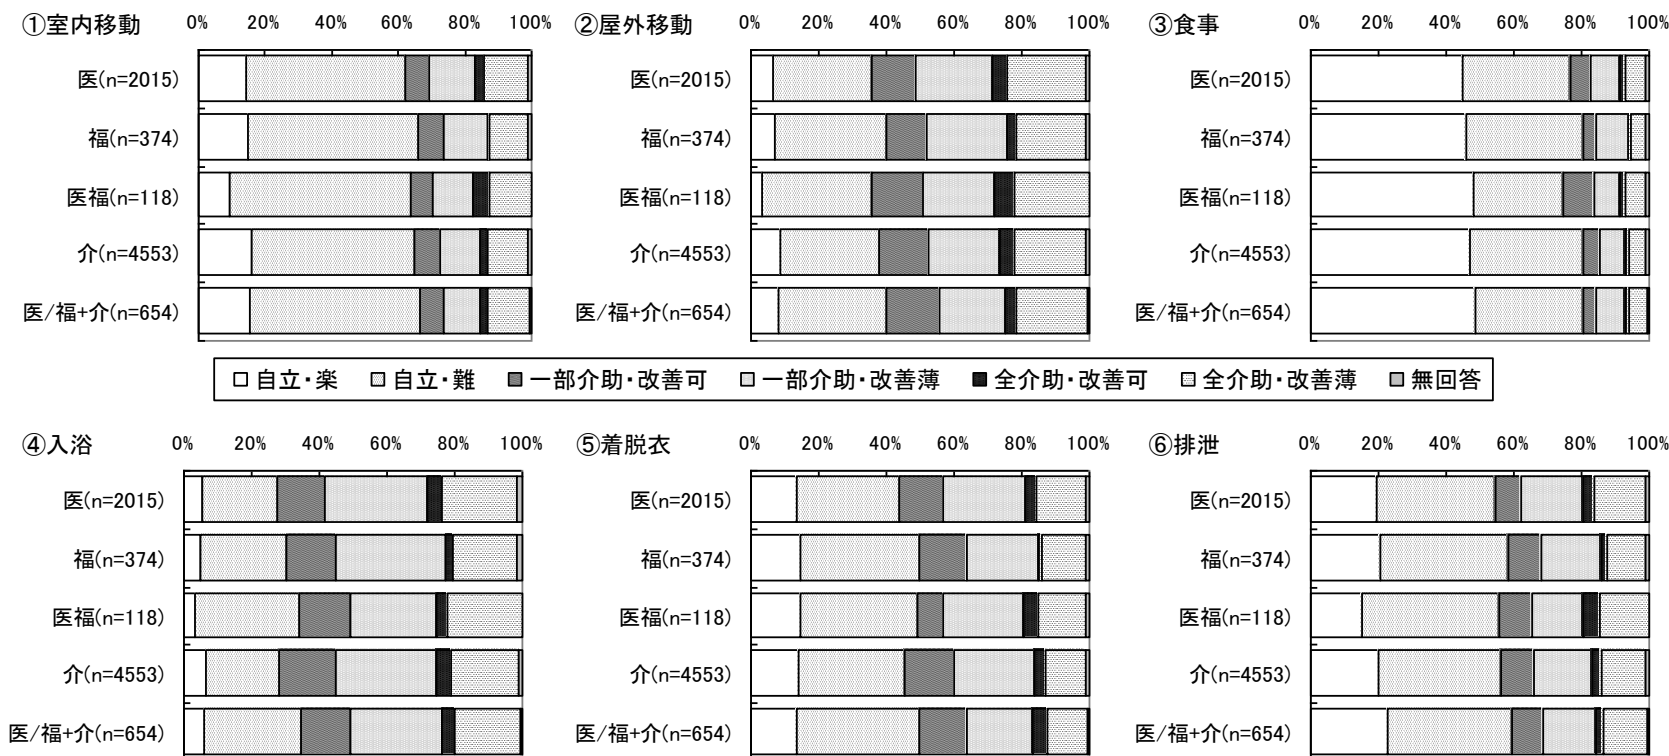 ①室内移動
0% 20% 40% 60% 80% 100%
医(n=2015)
福(n=374)
医福(n=118)
介(n=4553)
医/福+介(n=654)
②屋外移動
0% 20% 40% 60% 80% 100%
医(n=2015)
福(n=374)
医福(n=118)
介(n=4553)
医/福+介(n=654)
③食事
0% 20% 40% 60% 80% 100%
医(n=2015)
福(n=374)
医福(n=118)
介(n=4553)
医/福+介(n=654)
自立・楽 自立・難 一部介助・改善可 一部介助・改善薄 全介助・改善可 全介助・改善薄 無回答
④入浴
0% 20% 40% 60% 80% 100%
医(n=2015)
福(n=374)
医福(n=118)
介(n=4553)
医/福+介(n=654)
⑤着脱衣
0% 20% 40% 60% 80% 100%
医(n=2015)
福(n=374)
医福(n=118)
介(n=4553)
医/福+介(n=654)
⑥排泄
0% 20% 40% 60% 80% 100%
医(n=2015)
福(n=374)
医福(n=118)
介(n=4553)
医/福+介(n=654)